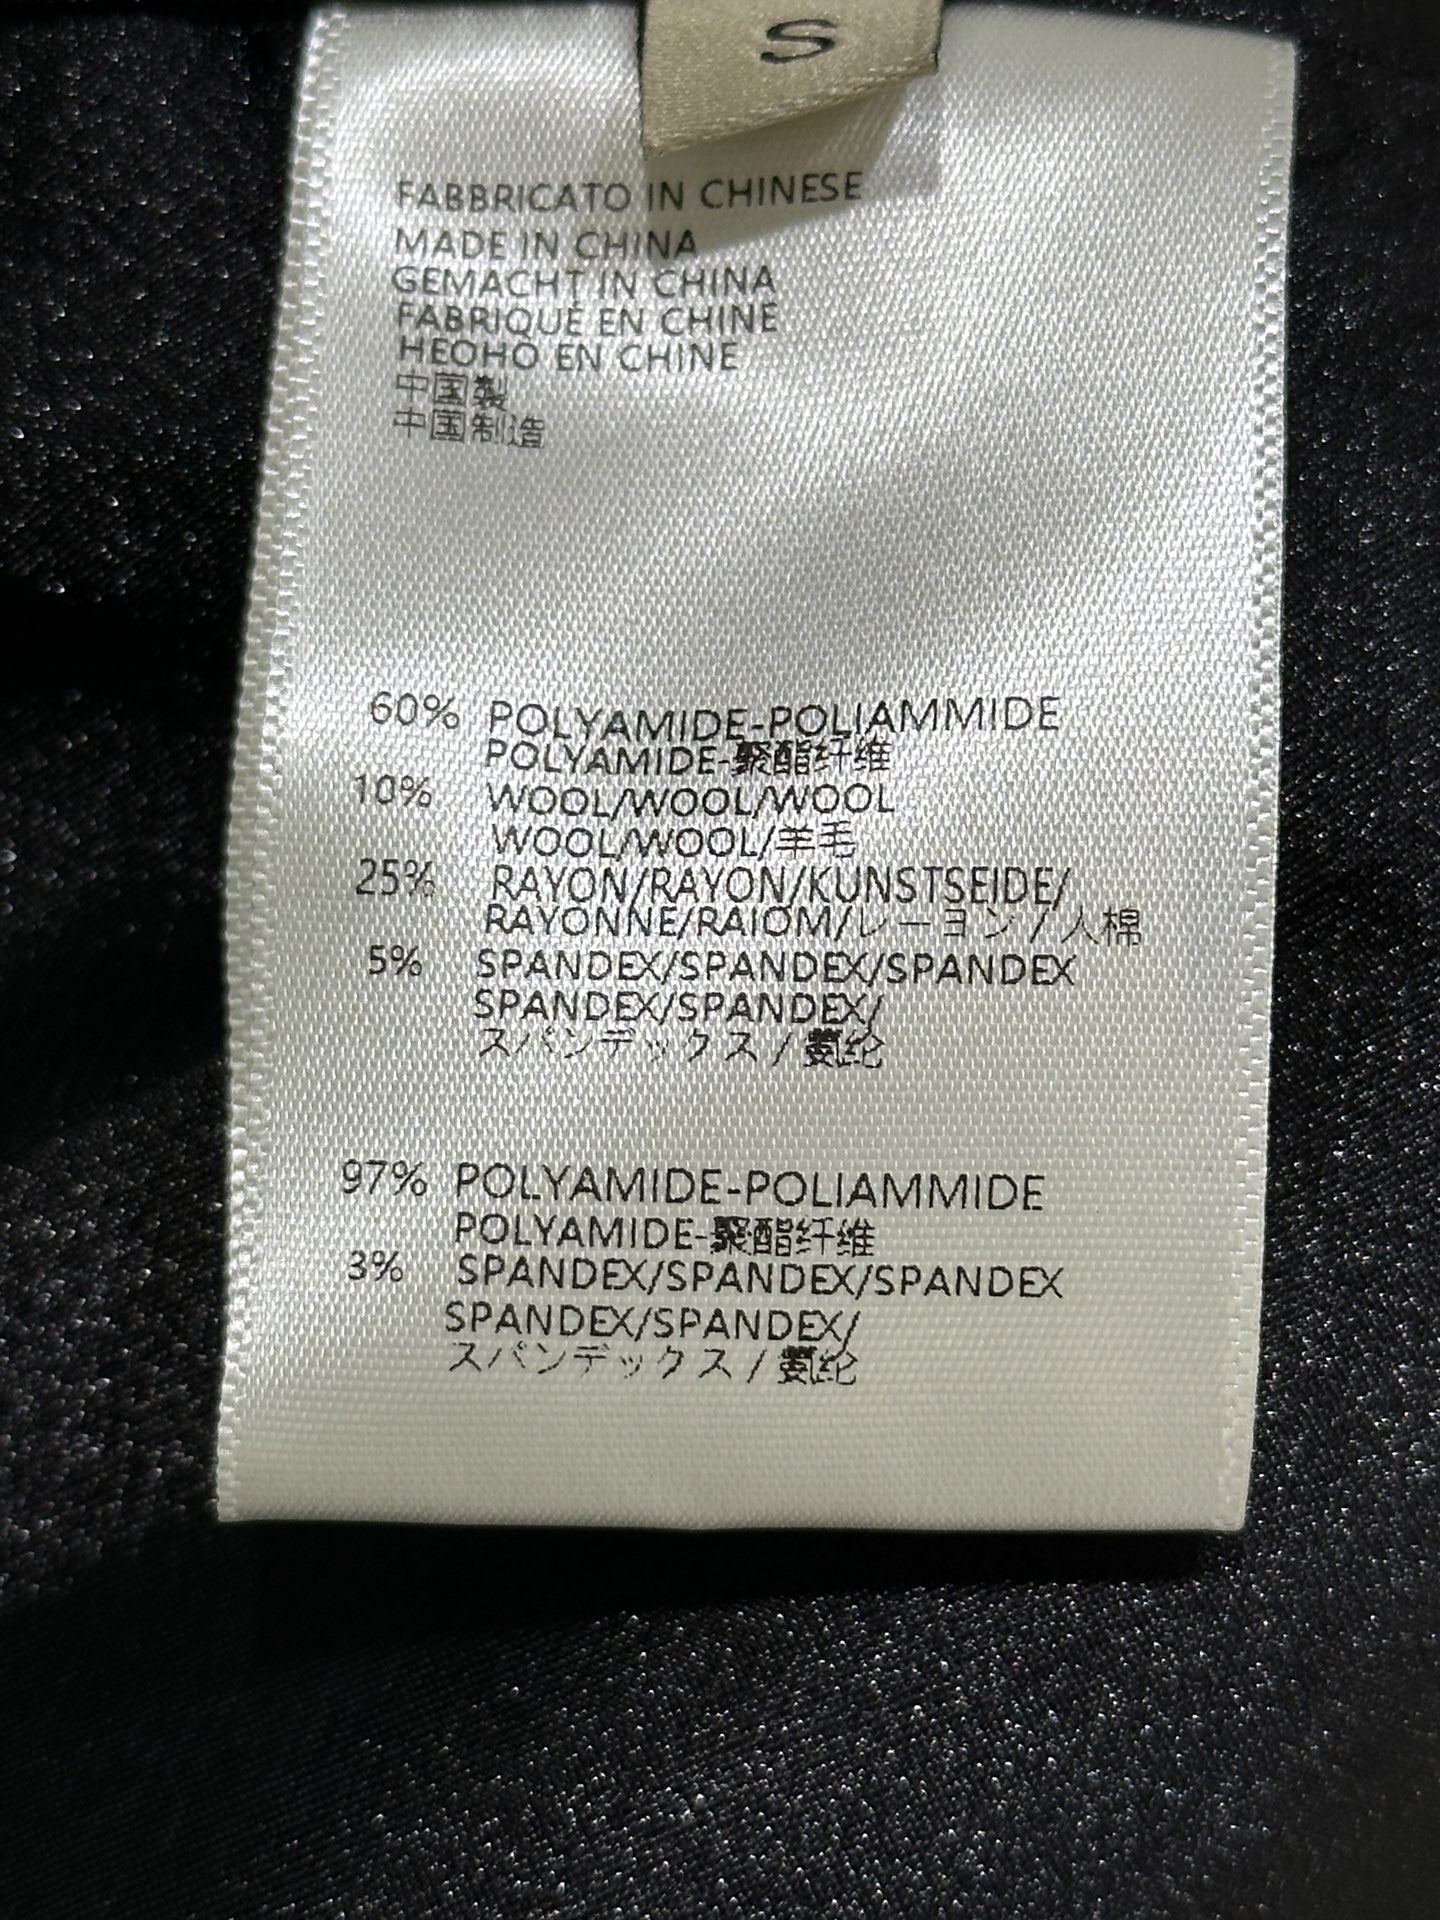 S
FABBRICATO IN CHINESE
MADE IN CHINA
GEMACHT IN CHINA
FABRIQUÉ EN CHINE
HEOHO EN CHINE
中国製
中国制造
60% POLYAMIDE-POLIAMMIDE
POLYAMIDE-聚酯纤维
10% WOOL/WOOL/WOOL
WOOL/WOOL/羊毛
25% RAYON/RAYON/KUNSTSEIDE/
RAYONNE/RAIOM/レーヨン/人棉
5% SPANDEX/SPANDEX/SPANDEX
SPANDEX/SPANDEX/
スパンデックス/氨纶
97% POLYAMIDE-POLIAMMIDE
POLYAMIDE-聚酯纤维
3% SPANDEX/SPANDEX/SPANDEX
SPANDEX/SPANDEX/
スパンデックス/氨纶